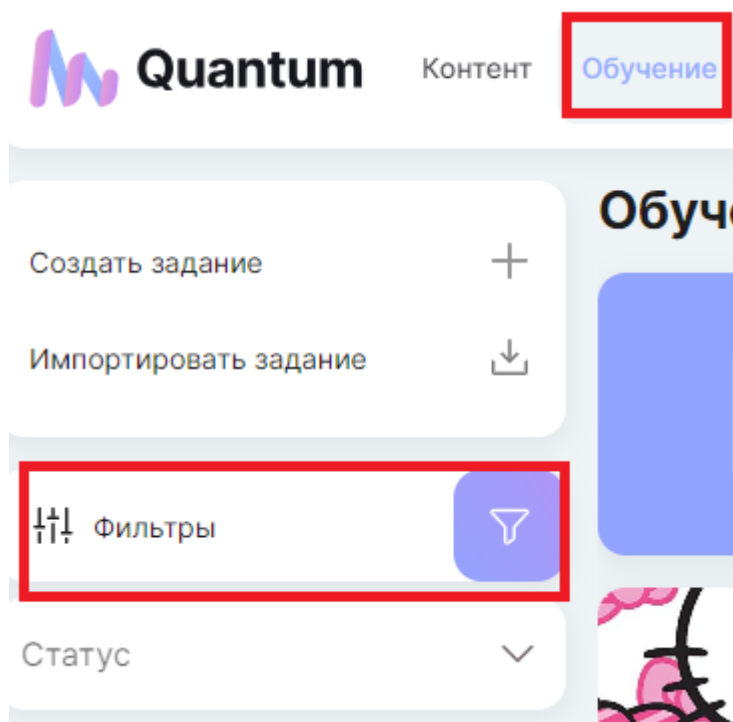 Quantum Контент Обучение
Создать задание
Импортировать задание
Фильтры
Статус